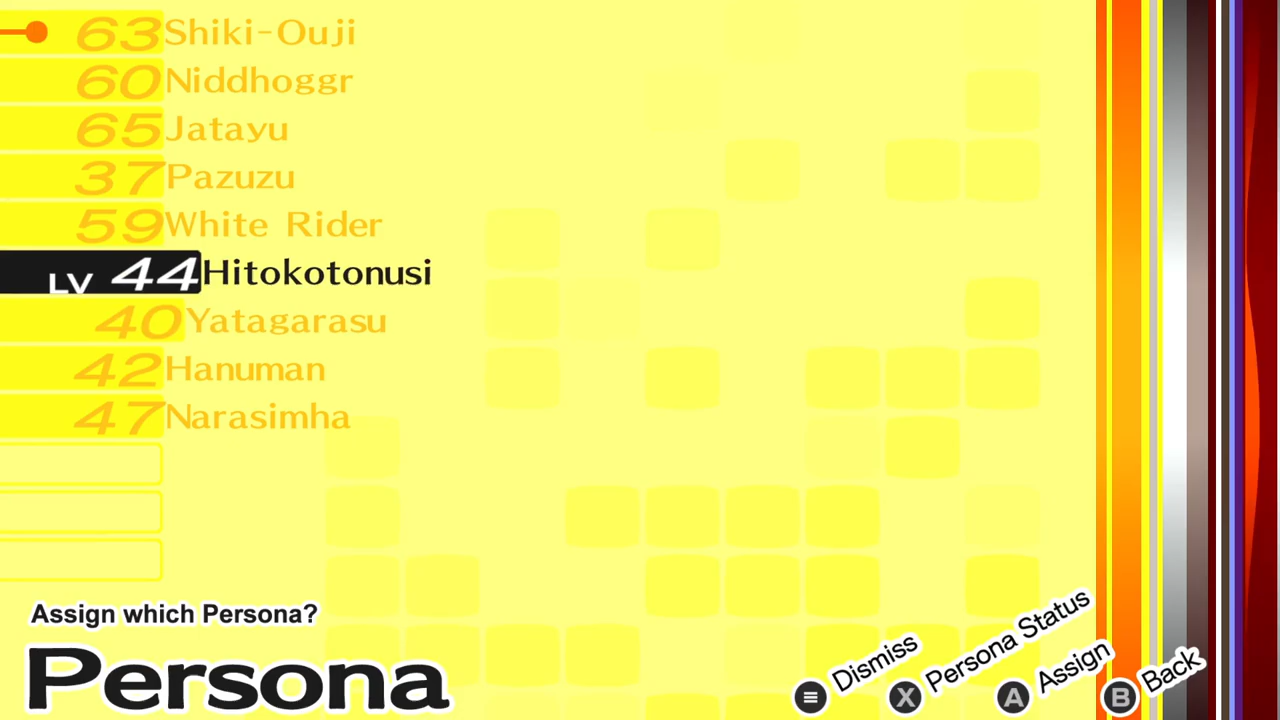 63 Shiki-Ouji
60 Niddhoggr
65 Jatayu
37 Pazuzu
59 White Rider
LV 44 Hitokotonusi
40 Yatagarasu
42 Hanuman
47 Narasimha
Assign which Persona?
Persona
Dismiss
X Persona Status
A Assign
B Back